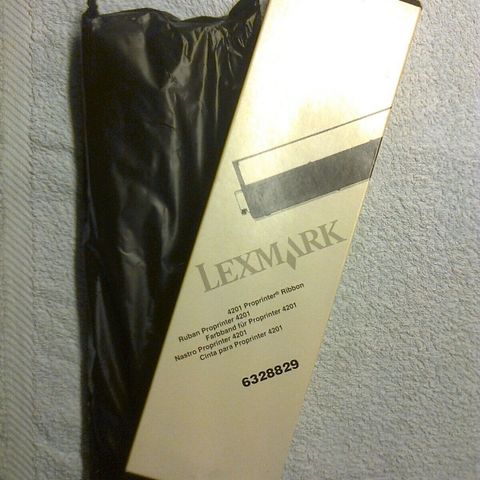 LEXMARK
4201 Proprinter® Ribbon
Ruban Proprinter 4201
Farbband für Proprinter 4201
Nastro Proprinter 4201
Cinta para Proprinter 4201
6328829